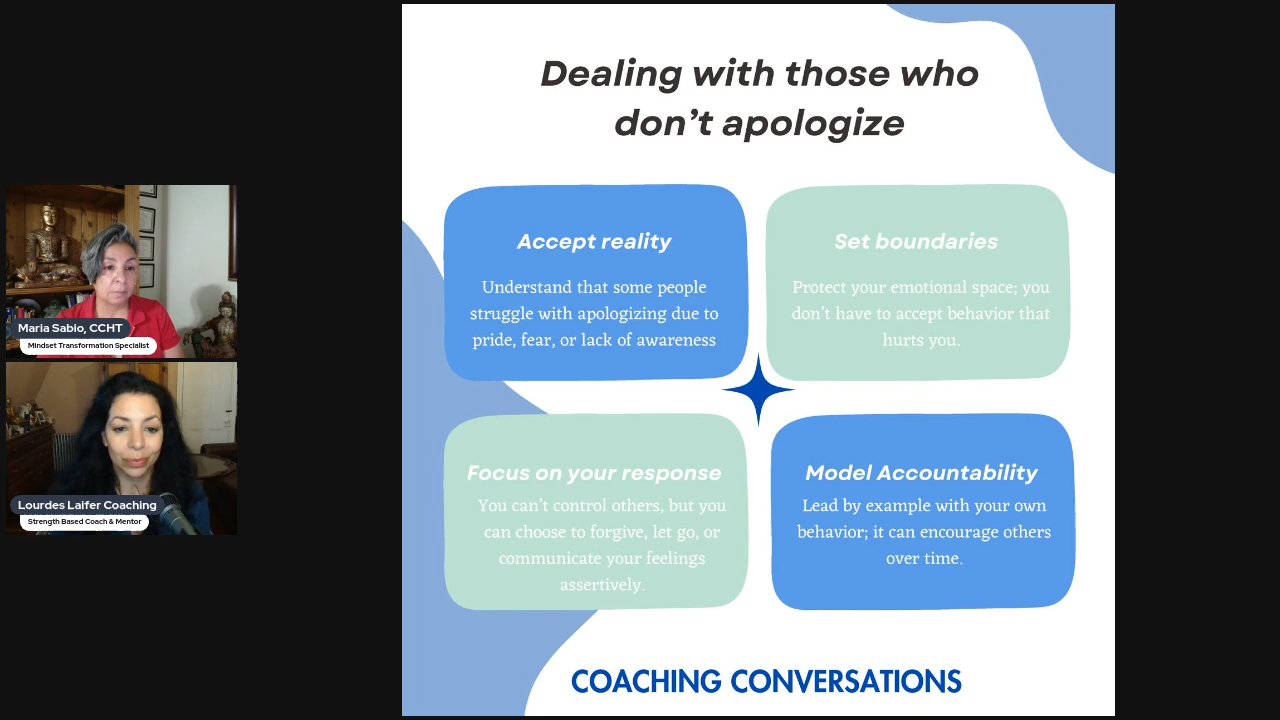 Dealing with those who
don’t apologize
Accept reality
Understand that some people
struggle with apologizing due to
pride, fear, or lack of awareness
Set boundaries
Protect your emotional space; you
don’t have to accept behavior that
hurts you.
Focus on your response
You can’t control others, but you
can choose to forgive, let go, or
communicate your feelings
assertively.
Model Accountability
Lead by example with your own
behavior; it can encourage others
over time.
COACHING CONVERSATIONS
Maria Sabio, CCHT
Mindset Transformation Specialist
Lourdes Laifer Coaching
Strength Based Coach & Mentor